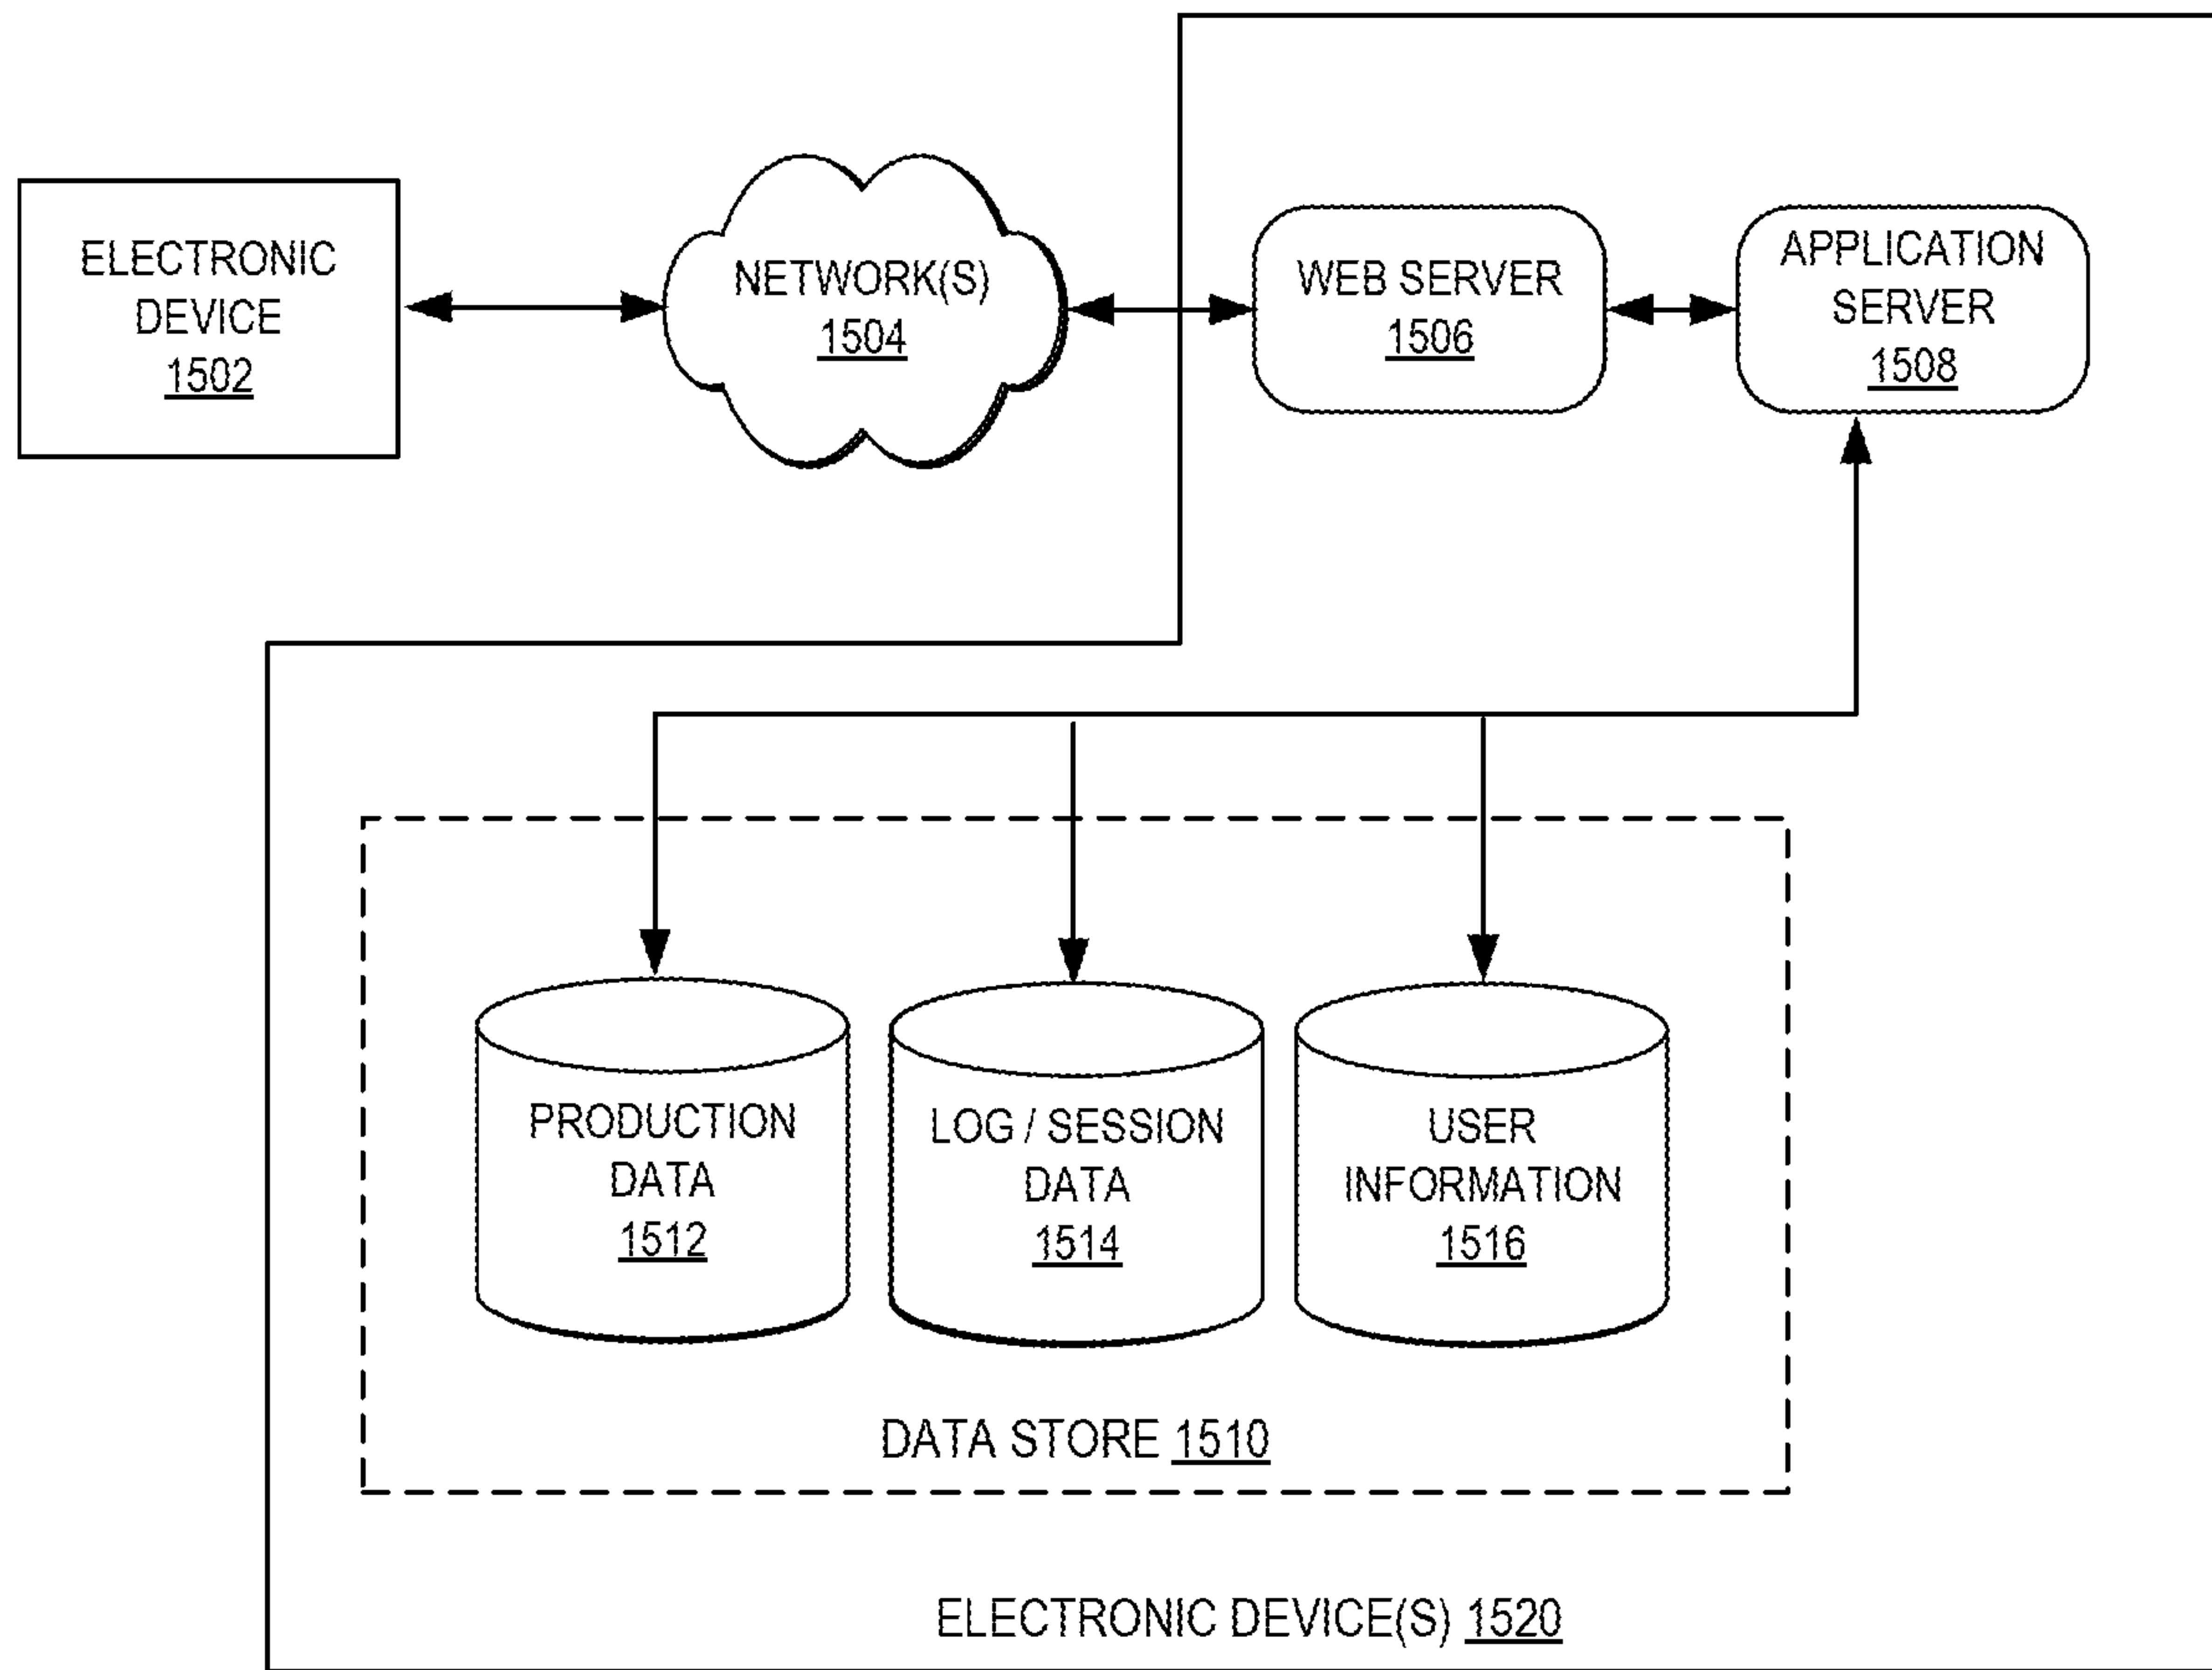 ELECTRONIC
DEVICE
1502
NETWORK(S)
1504
WEB SERVER
1506
APPLICATION
SERVER
1508
PRODUCTION
DATA
1512
LOG / SESSION
DATA
1514
USER
INFORMATION
1516
DATA STORE 1510
ELECTRONIC DEVICE(S) 1520